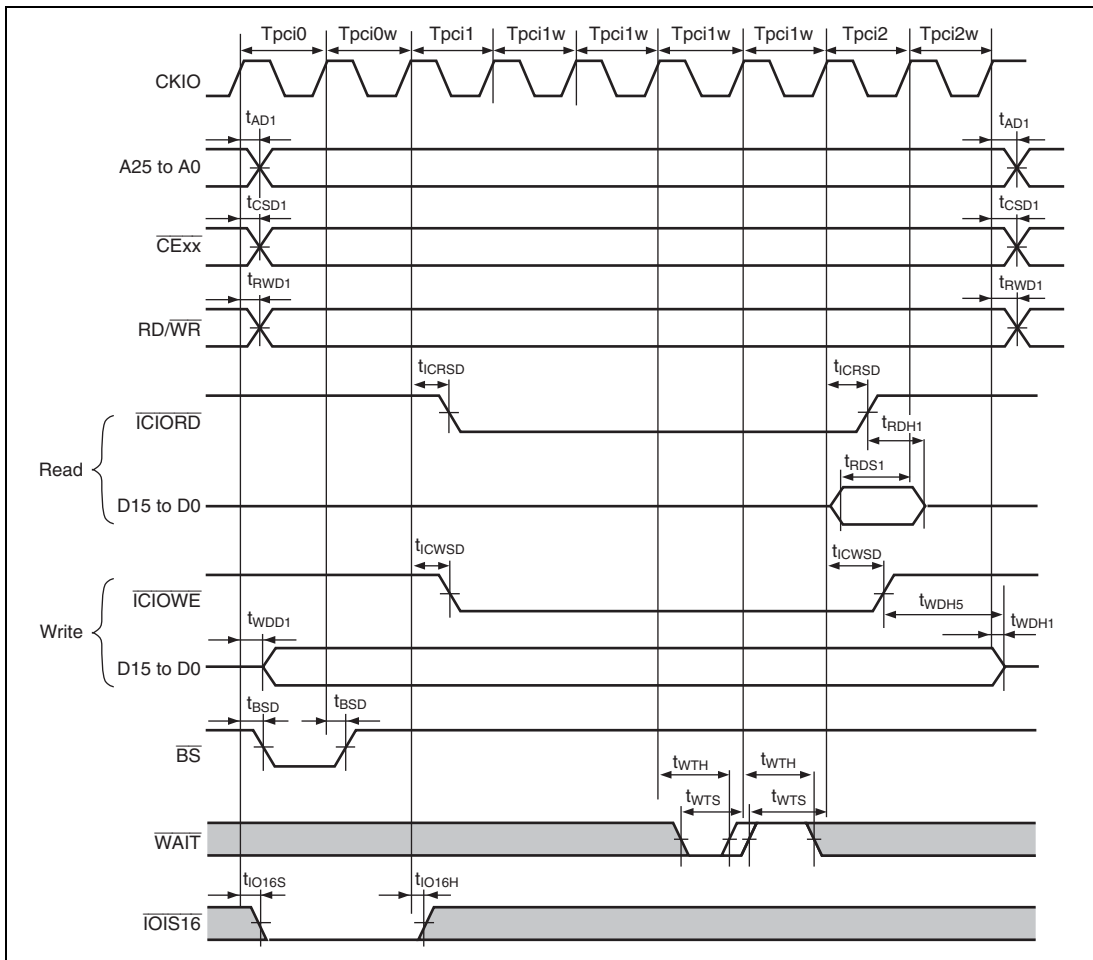 Tpci0 Tpci0w Tpci1 Tpci1w Tpci1w Tpci1w Tpci1w Tpci2 Tpci2w
CKIO
tAD1 tAD1
A25 to A0
tCSD1 tCSD1
CExx
tRWD1 tRWD1
RD/WR
tICRSD tICRSD
ICIORD
tRDH1
Read
tRDS1
D15 to D0
tICWSD tICWSD
ICIOWE
tWDH5
Write
tWDD1 tWDH1
D15 to D0
tBSD tBSD
BS
tWTH tWTH
tWTS tWTS
WAIT
tIO16S tIO16H
IOIS16